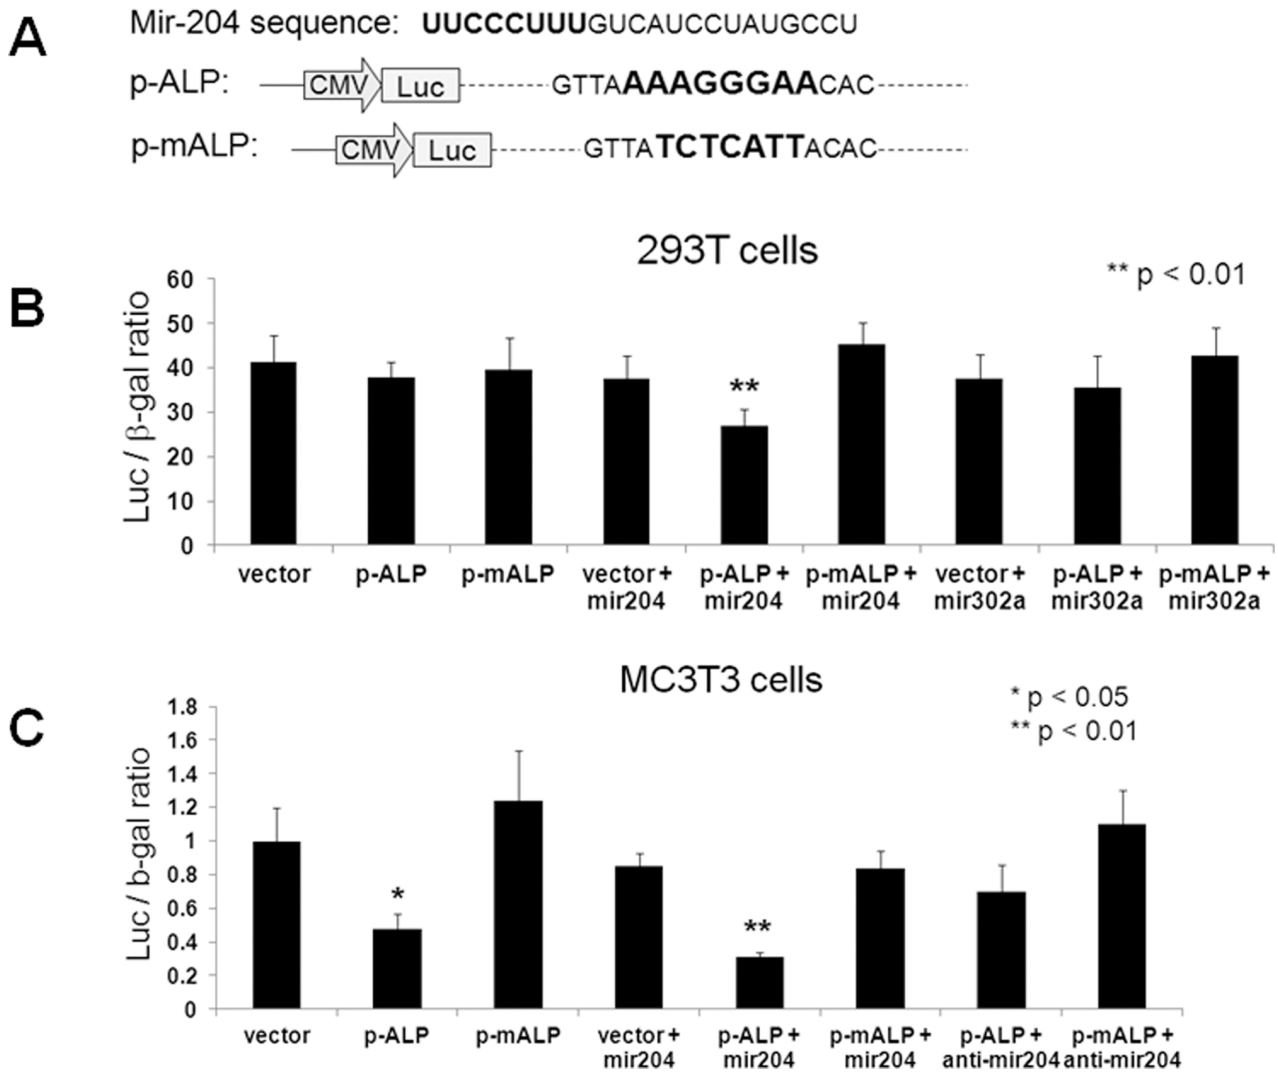 A
Mir-204 sequence: UUCCCUUUGUCAUCCUAUGCCU
p-ALP: CMV Luc GTTAAAAGGGAACAC
p-mALP: CMV Luc GTTATCTCATTACAC
B
293T cells
** p < 0.01
Luc / β-gal ratio
60
50
40
30
20
10
0
**
vector
p-ALP
p-mALP
vector +
mir204
p-ALP +
mir204
p-mALP +
mir204
vector +
mir302a
p-ALP +
mir302a
p-mALP +
mir302a
C
MC3T3 cells
* p < 0.05
** p < 0.01
Luc / b-gal ratio
1.8
1.6
1.4
1.2
1
0.8
0.6
0.4
0.2
0
*
**
vector
p-ALP
p-mALP
vector +
mir204
p-ALP +
mir204
p-mALP +
mir204
p-ALP +
anti-mir204
p-mALP +
anti-mir204